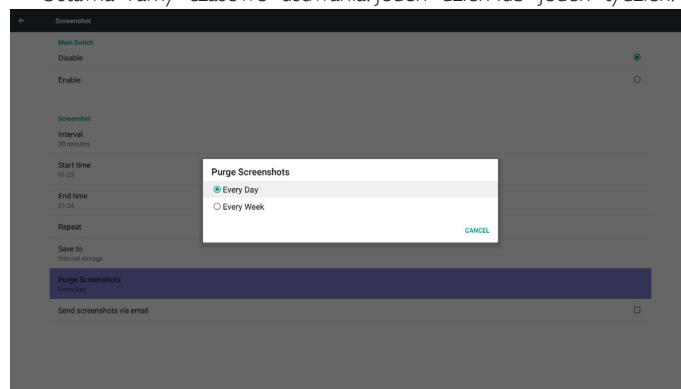 Screenshot
Main Switch
Disable
Enable
Screenshot
Interval
30 minutes
Start time
01:23
End time
01:24
Repeat
Save to
Internal storage
Purge Screenshots
Every Day
Send screenshots via email
Purge Screenshots
Every Day
Every Week
CANCEL